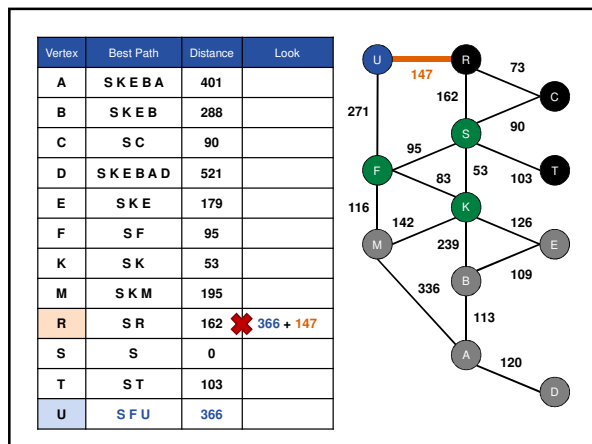 Vertex Best Path Distance Look
A S K E B A 401
B S K E B 288
C S C 90
D S K E B A D 521
E S K E 179
F S F 95
K S K 53
M S K M 195
R S R 162 366 + 147
S S 0
T S T 103
U S F U 366
U R
147 73
C
271 162
90
S
95
F 53 103 T
83
K
116 142 126
M 239 E
109
336 B
113
A
120
D